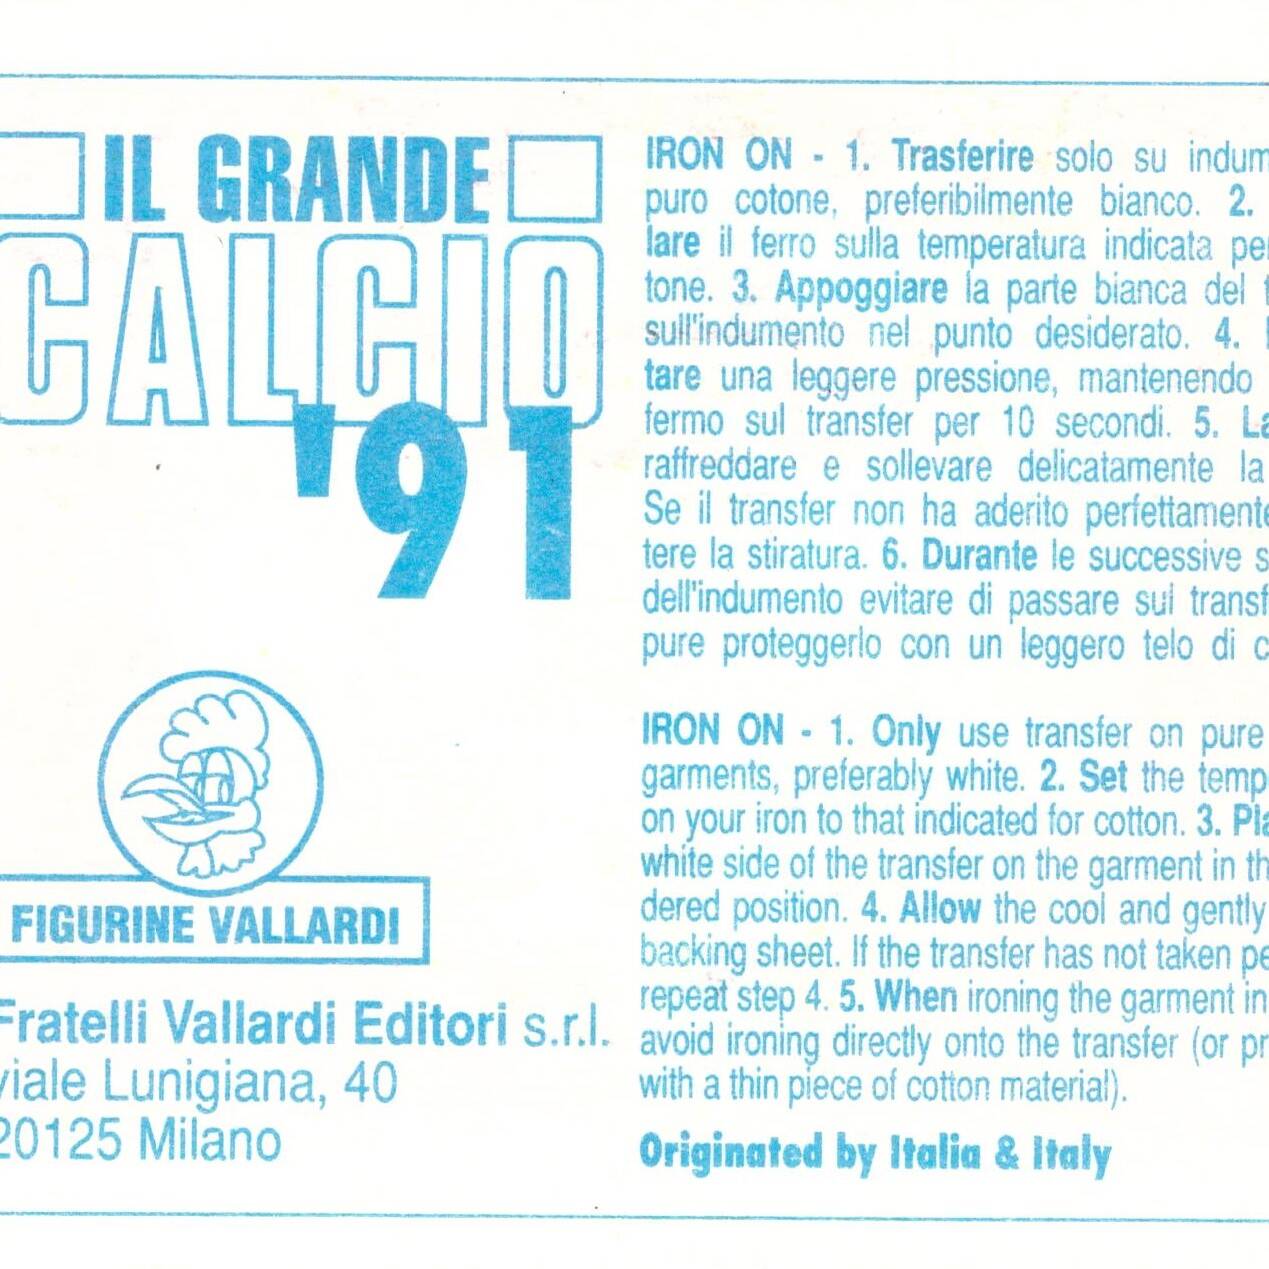 IL GRANDE
CALCIO
'91
FIGURINE VALLARDI
Fratelli Vallardi Editori s.r.l.
viale Lunigiana, 40
20125 Milano
IRON ON - 1. Trasferire solo su indum
puro cotone, preferibilmente bianco. 2.
lare il ferro sulla temperatura indicata per
tone. 3. Appoggiare la parte bianca del t
sull'indumento nel punto desiderato. 4.
tare una leggere pressione, mantenendo
fermo sul transfer per 10 secondi. 5. La
raffreddare e sollevare delicatamente la
Se il transfer non ha aderito perfettamente
tere la stiratura. 6. Durante le successive s
dell'indumento evitare di passare sul transf
pure proteggerlo con un leggero telo di c
IRON ON - 1. Only use transfer on pure
garments, preferably white. 2. Set the temp
on your iron to that indicated for cotton. 3. Pla
white side of the transfer on the garment in th
dered position. 4. Allow the cool and gently
backing sheet. If the transfer has not taken pe
repeat step 4. 5. When ironing the garment in
avoid ironing directly onto the transfer (or pr
with a thin piece of cotton material).
Originated by Italia & Italy